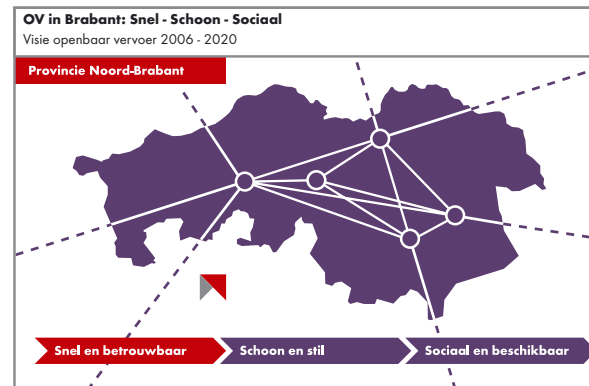 OV in Brabant: Snel - Schoon - Sociaal
Visie openbaar vervoer 2006 - 2020
Provincie Noord-Brabant
Snel en betrouwbaar
Schoon en stil
Sociaal en beschikbaar